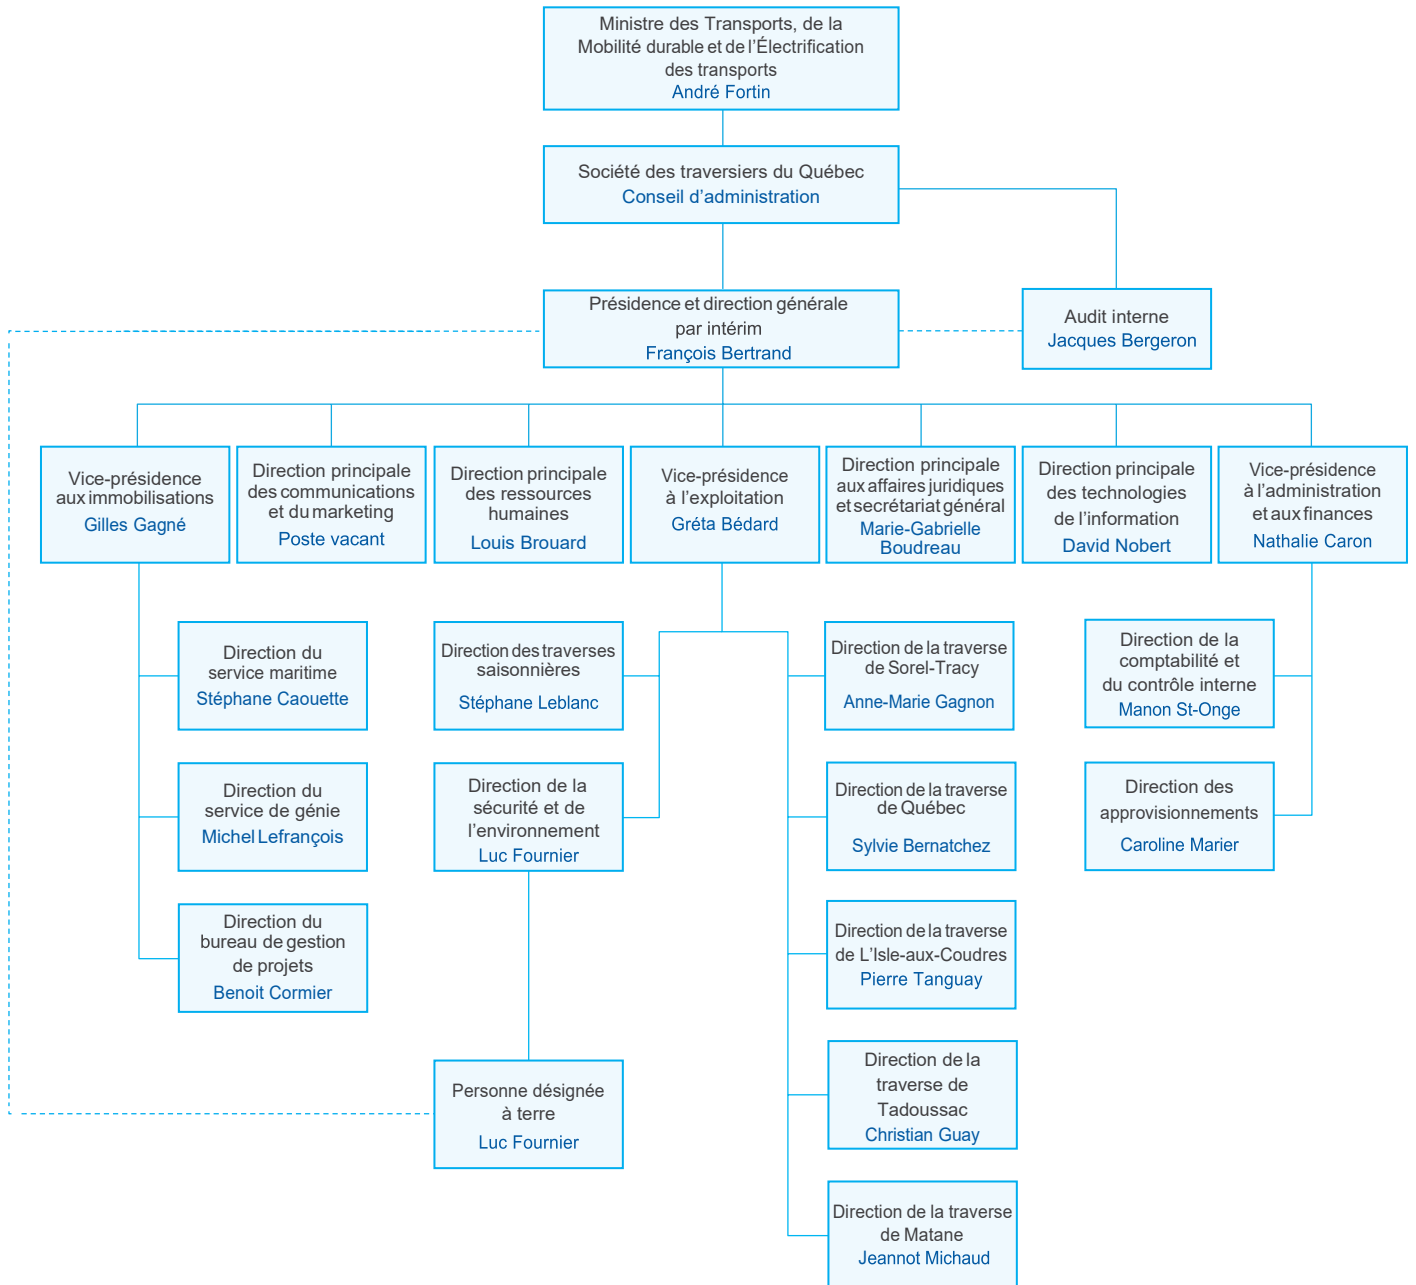 Ministre des Transports, de la
Mobilité durable et de l'Électrification
des transports
André Fortin
Société des traversiers du Québec
Conseil d'administration
Présidence et direction générale
par intérim
François Bertrand
Audit interne
Jacques Bergeron
Vice-présidence
aux immobilisations
Gilles Gagné
Direction principale
des communications
et du marketing
Poste vacant
Direction principale
des ressources
humaines
Louis Brouard
Vice-présidence
à l'exploitation
Gréta Bédard
Direction principale
aux affaires juridiques
et secrétariat général
Marie-Gabrielle
Boudreau
Direction principale
des technologies
de l'information
David Nobert
Vice-présidence
à l'administration
et aux finances
Nathalie Caron
Direction du
service maritime
Stéphane Caouette
Direction des traverses
saisonnières
Stéphane Leblanc
Direction de la traverse
de Sorel-Tracy
Anne-Marie Gagnon
Direction de la
comptabilité et
du contrôle interne
Manon St-Onge
Direction du
service de génie
Michel Lefrançois
Direction de la
sécurité et de
l'environnement
Luc Fournier
Direction de la traverse
de Québec
Sylvie Bernatchez
Direction des
approvisionnements
Caroline Marier
Direction du
bureau de gestion
de projets
Benoit Cormier
Direction de la traverse
de L'Isle-aux-Coudres
Pierre Tanguay
Personne désignée
à terre
Luc Fournier
Direction de la
traverse de
Tadoussac
Christian Guay
Direction de la traverse
de Matane
Jeannot Michaud